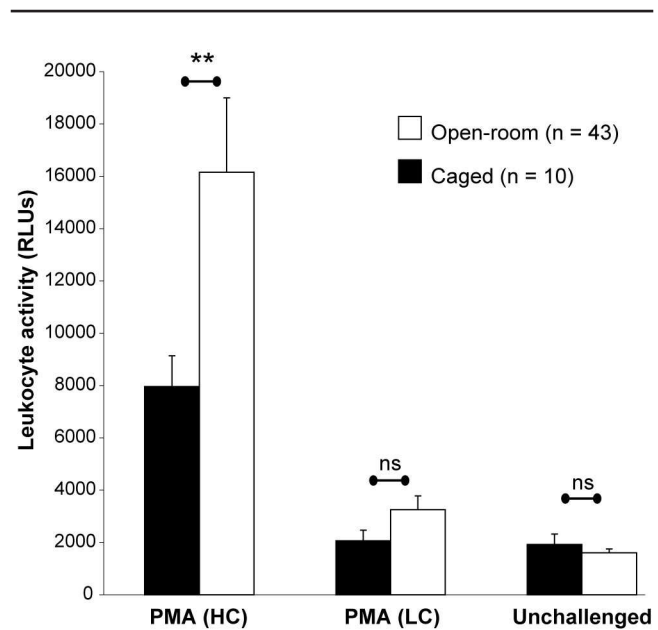 **
20000
18000
16000
14000
12000
10000
8000
6000
4000
2000
0
Leukocyte activity (RLUs)
Open-room (n = 43)
Caged (n = 10)
ns
ns
PMA (HC)
PMA (LC)
Unchallenged